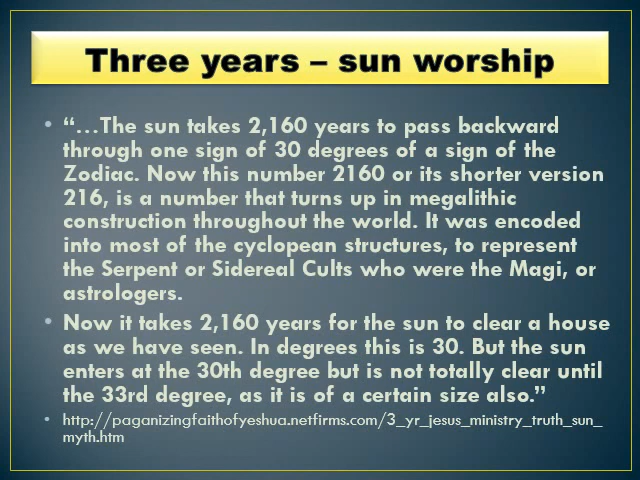 Three years – sun worship
• “…The sun takes 2,160 years to pass backward
through one sign of 30 degrees of a sign of the
Zodiac. Now this number 2160 or its shorter version
216, is a number that turns up in megalithic
construction throughout the world. It was encoded
into most of the cyclopean structures, to represent
the Serpent or Sidereal Cults who were the Magi, or
astrologers.
• Now it takes 2,160 years for the sun to clear a house
as we have seen. In degrees this is 30. But the sun
enters at the 30th degree but is not totally clear until
the 33rd degree, as it is of a certain size also.”
• http://paganizingfaithofyeshua.netfirms.com/3_yr_jesus_ministry_truth_sun_
myth.htm